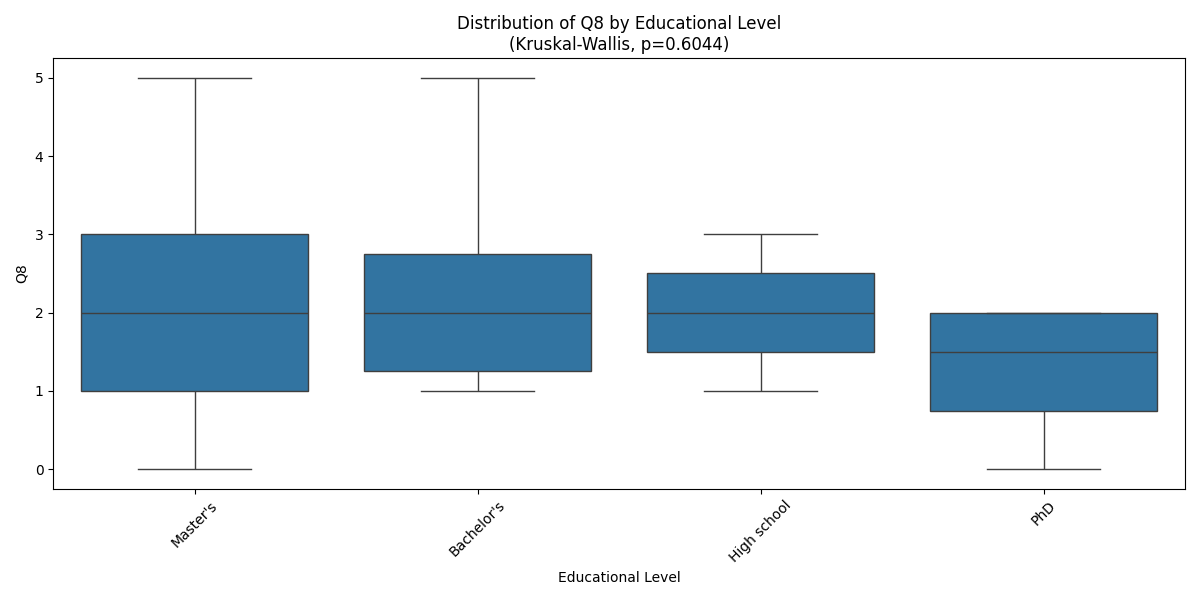 Distribution of Q8 by Educational Level
(Kruskal-Wallis, p=0.6044)
5
4
3
2
1
0
Q8
Master's
Bachelor's
High school
PhD
Educational Level